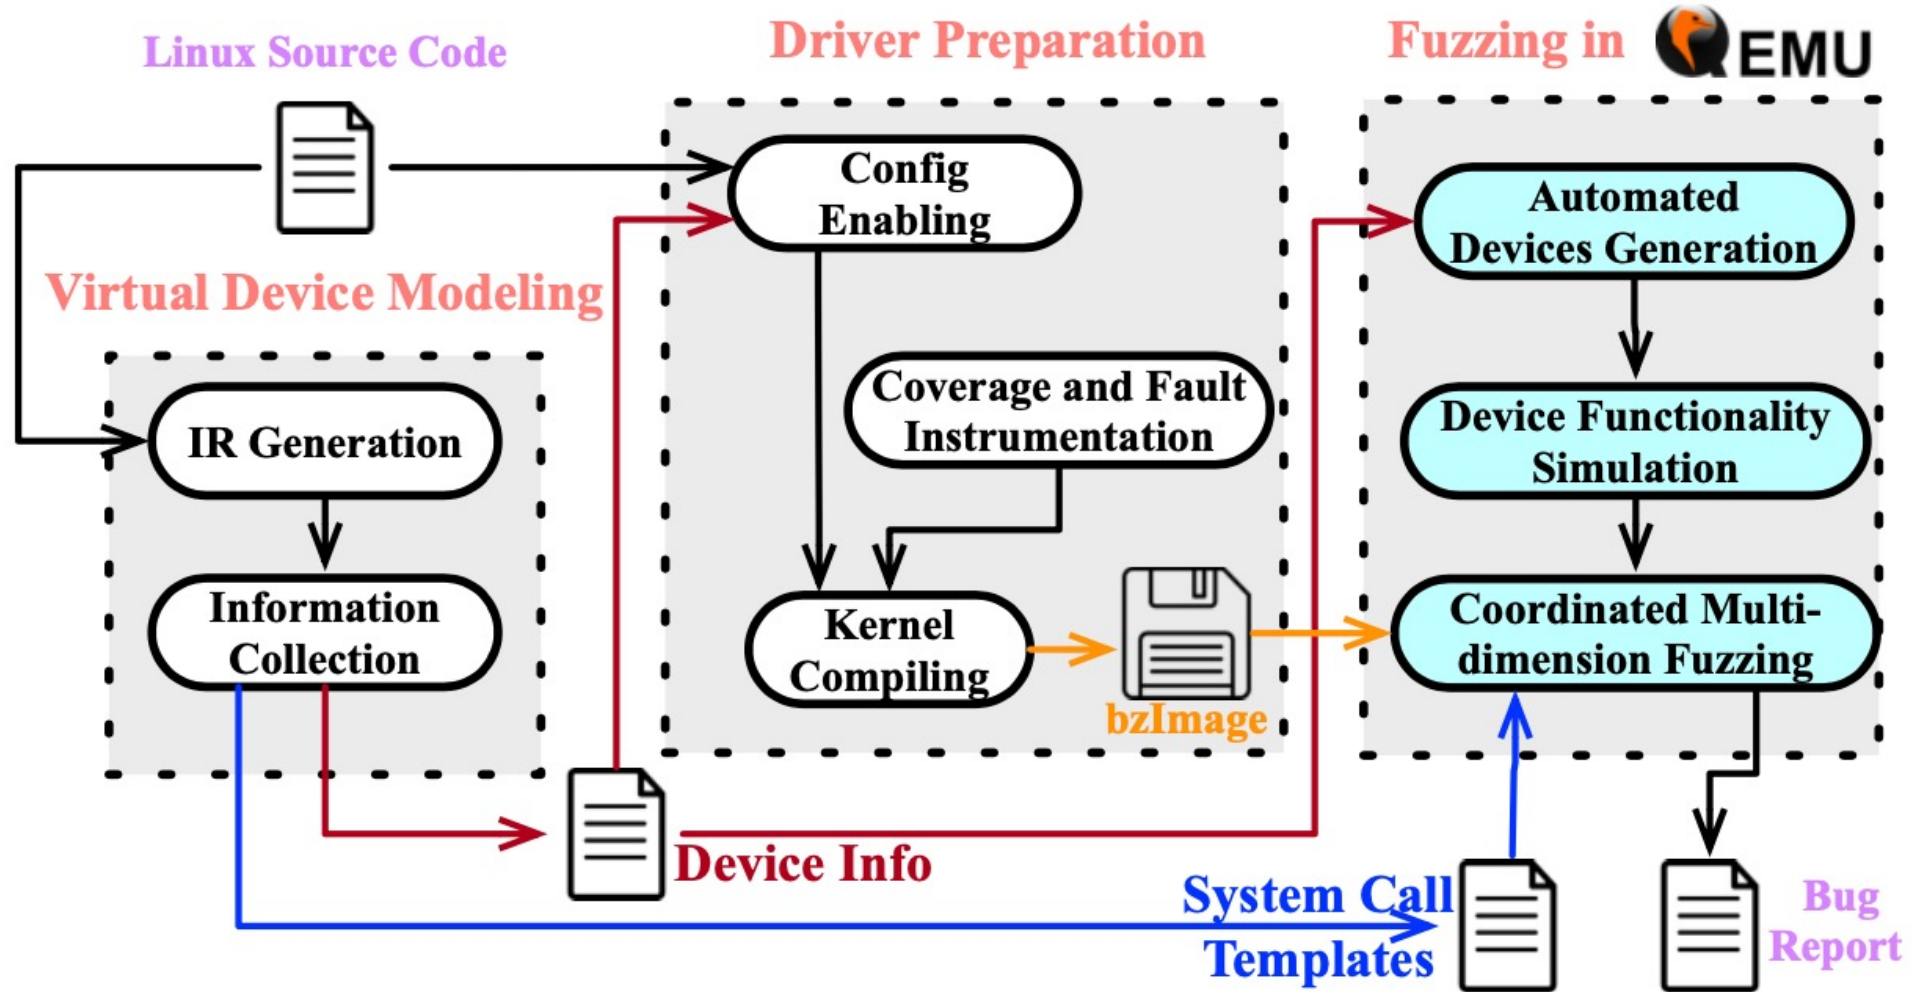 Linux Source Code
Driver Preparation
Fuzzing in QEMU
Config
Enabling
Automated
Devices Generation
Virtual Device Modeling
IR Generation
Coverage and Fault
Instrumentation
Device Functionality
Simulation
Information
Collection
Kernel
Compiling
bzImage
Coordinated Multi-
dimension Fuzzing
Device Info
System Call
Templates
Bug
Report